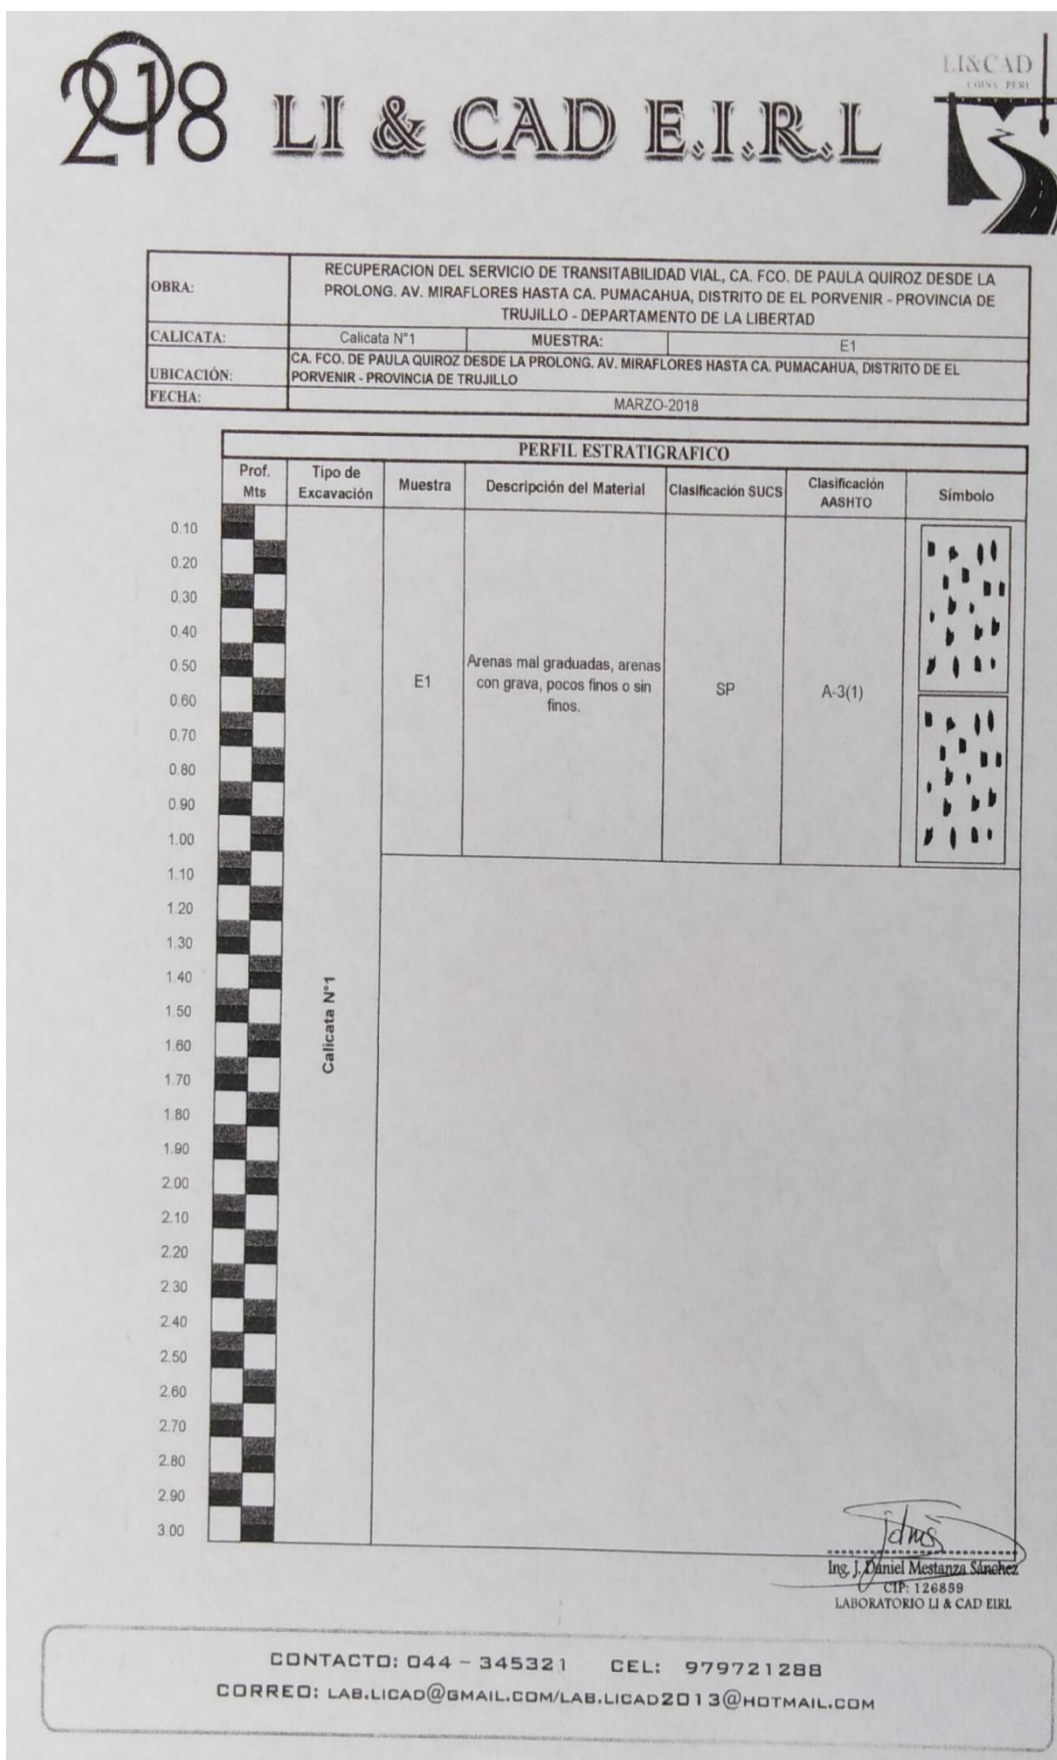 2018 LI & CAD E.I.R.L
LI&CAD
COINA - PERU
OBRA:
RECUPERACION DEL SERVICIO DE TRANSITABILIDAD VIAL, CA. FCO. DE PAULA QUIROZ DESDE LA
PROLONG. AV. MIRAFLORES HASTA CA. PUMACAHUA, DISTRITO DE EL PORVENIR - PROVINCIA DE
TRUJILLO - DEPARTAMENTO DE LA LIBERTAD
CALICATA: Calicata N°1 MUESTRA: E1
UBICACIÓN:
CA. FCO. DE PAULA QUIROZ DESDE LA PROLONG. AV. MIRAFLORES HASTA CA. PUMACAHUA, DISTRITO DE EL
PORVENIR - PROVINCIA DE TRUJILLO
FECHA: MARZO-2018
PERFIL ESTRATIGRAFICO
Prof.
Mts
Tipo de
Excavación
Muestra
Descripción del Material
Clasificación SUCS
Clasificación
AASHTO
Símbolo
0.10
0.20
0.30
0.40
0.50
0.60
0.70
0.80
0.90
1.00
1.10
1.20
1.30
1.40
1.50
1.60
1.70
1.80
1.90
2.00
2.10
2.20
2.30
2.40
2.50
2.60
2.70
2.80
2.90
3.00
Calicata N°1
E1
Arenas mal graduadas, arenas
con grava, pocos finos o sin
finos.
SP
A-3(1)
Ing. J. Daniel Mestanza Sánchez
CIP: 126859
LABORATORIO LI & CAD EIRL
CONTACTO: 044 – 345321 CEL: 979721288
CORREO: LAB.LICAD@GMAIL.COM/LAB.LICAD2013@HOTMAIL.COM